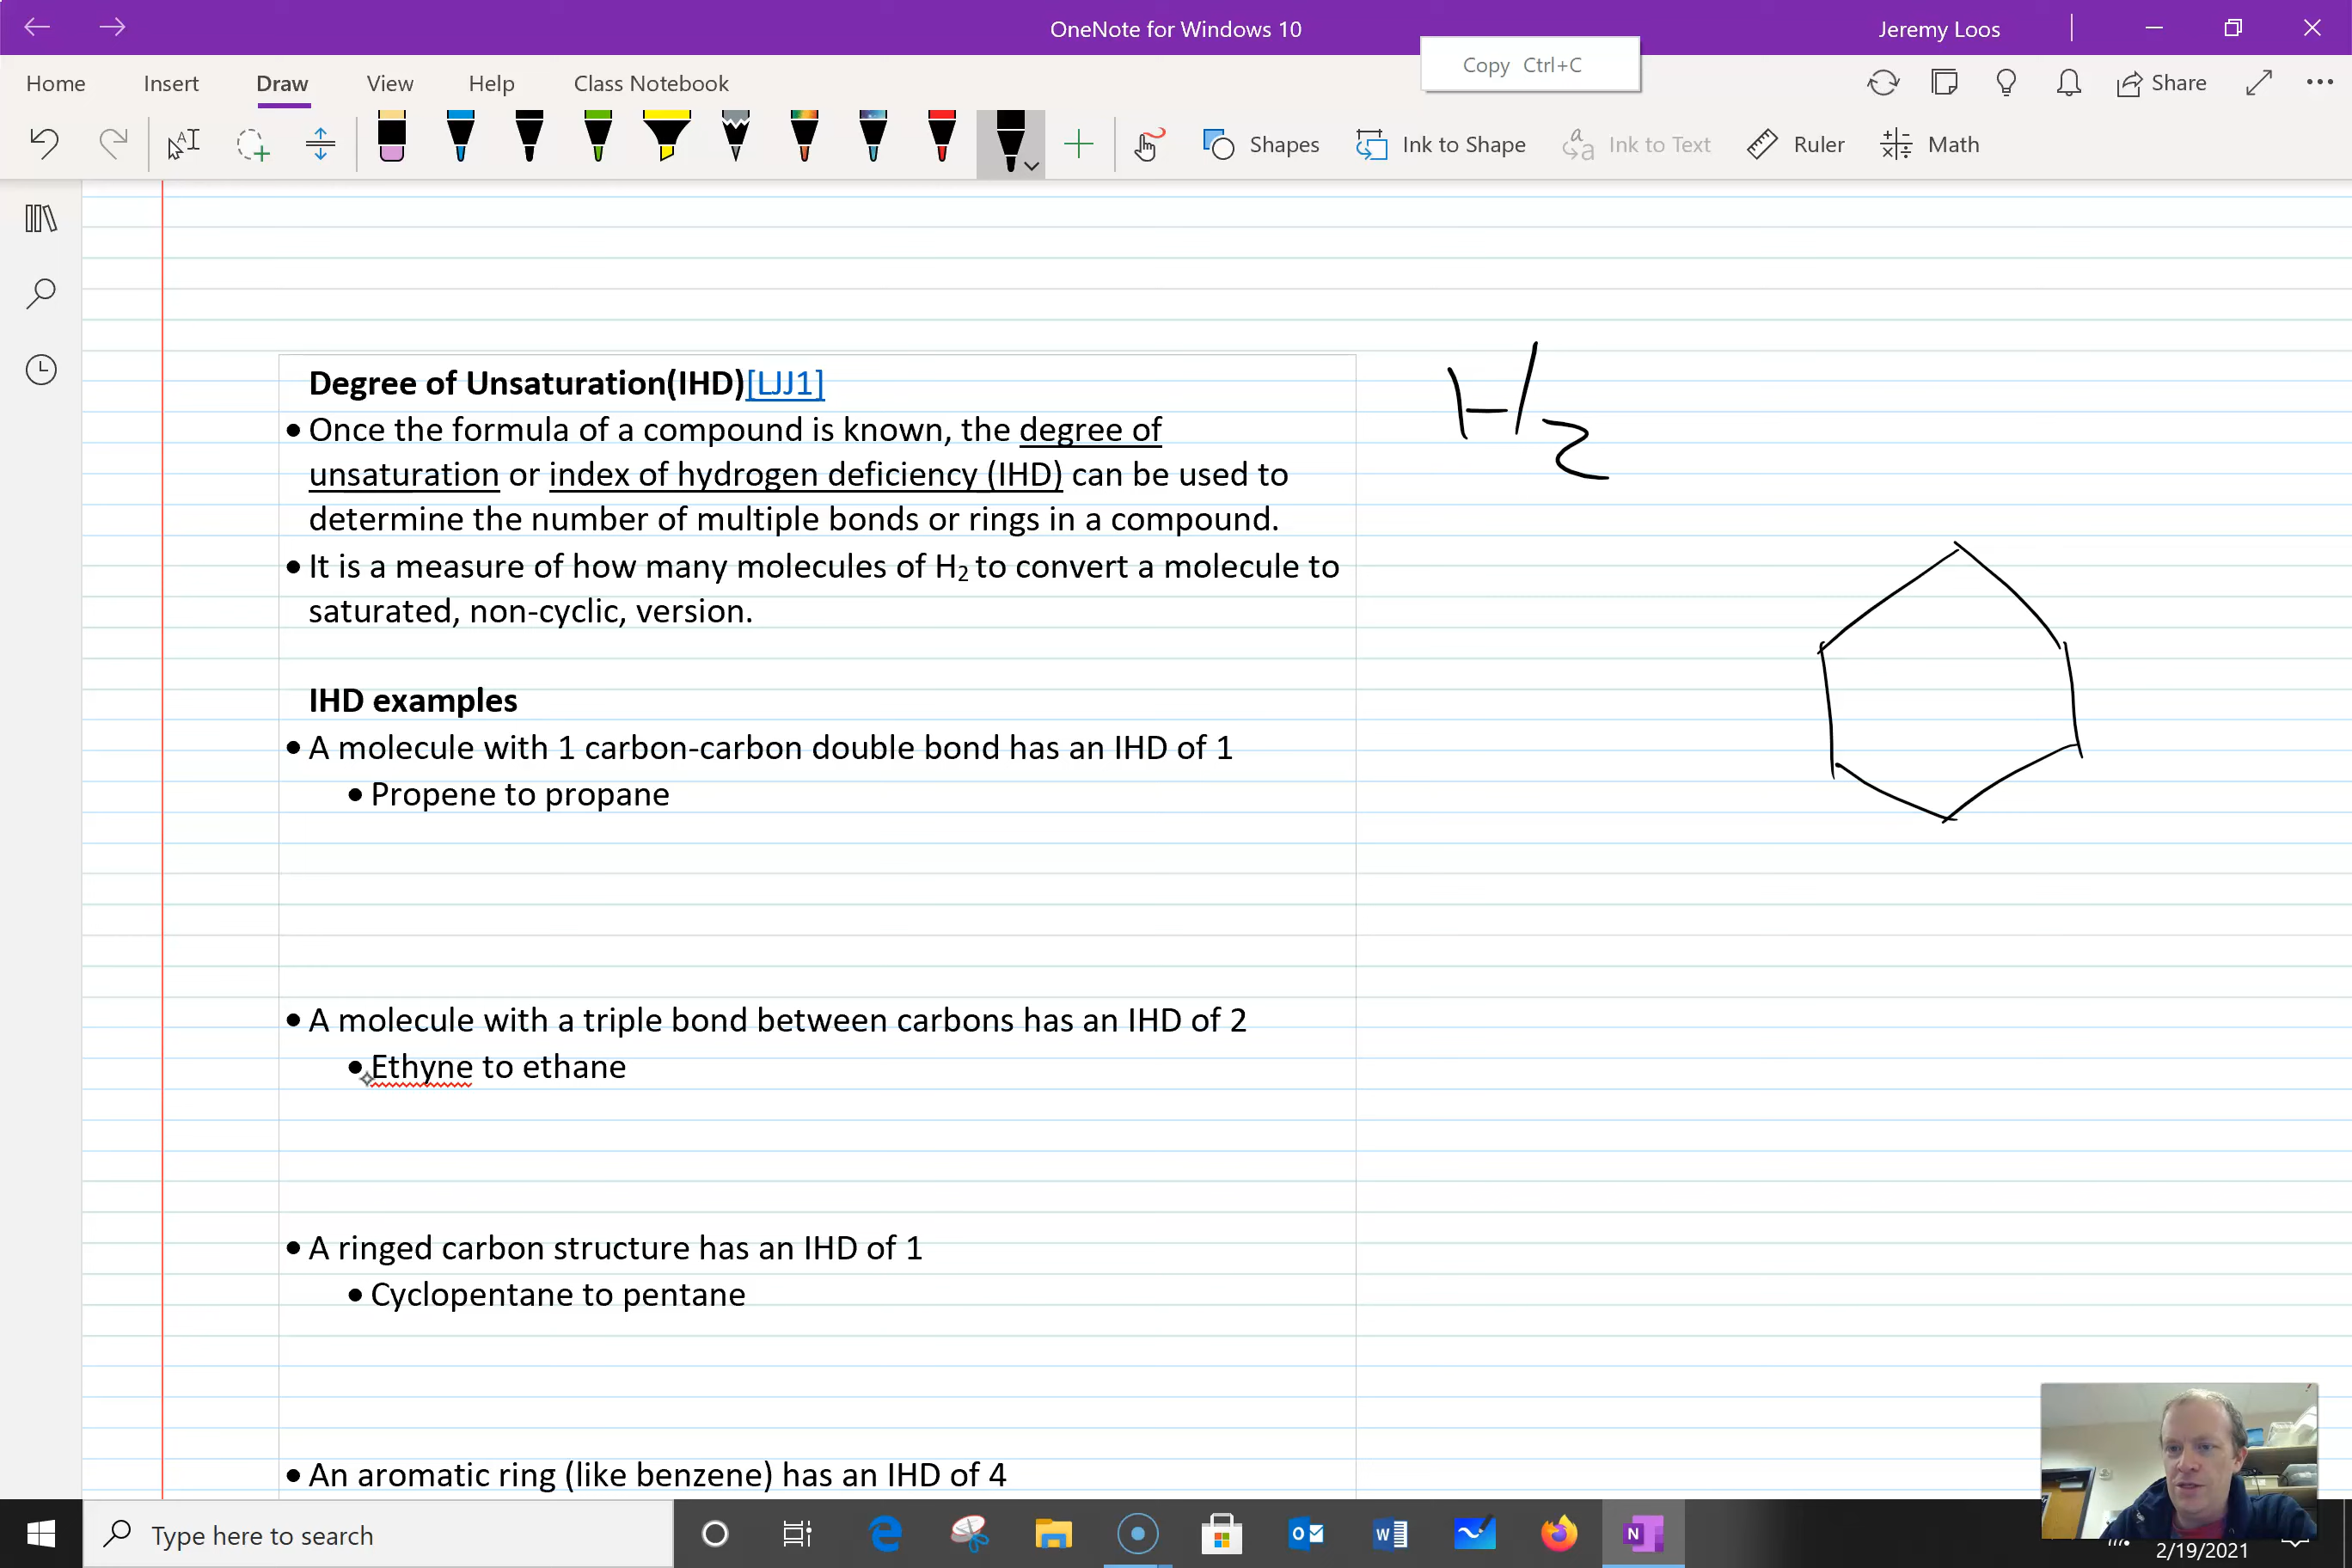 OneNote for Windows 10
Jeremy Loos
Copy Ctrl+C
Home Insert Draw View Help Class Notebook
Share
Shapes Ink to Shape Ink to Text Ruler Math
Degree of Unsaturation(IHD)[LJJ1]
• Once the formula of a compound is known, the degree of
unsaturation or index of hydrogen deficiency (IHD) can be used to
determine the number of multiple bonds or rings in a compound.
• It is a measure of how many molecules of H₂ to convert a molecule to
saturated, non-cyclic, version.
IHD examples
• A molecule with 1 carbon-carbon double bond has an IHD of 1
• Propene to propane
• A molecule with a triple bond between carbons has an IHD of 2
• Ethyne to ethane
• A ringed carbon structure has an IHD of 1
• Cyclopentane to pentane
• An aromatic ring (like benzene) has an IHD of 4
H₂
Type here to search
2/19/2021